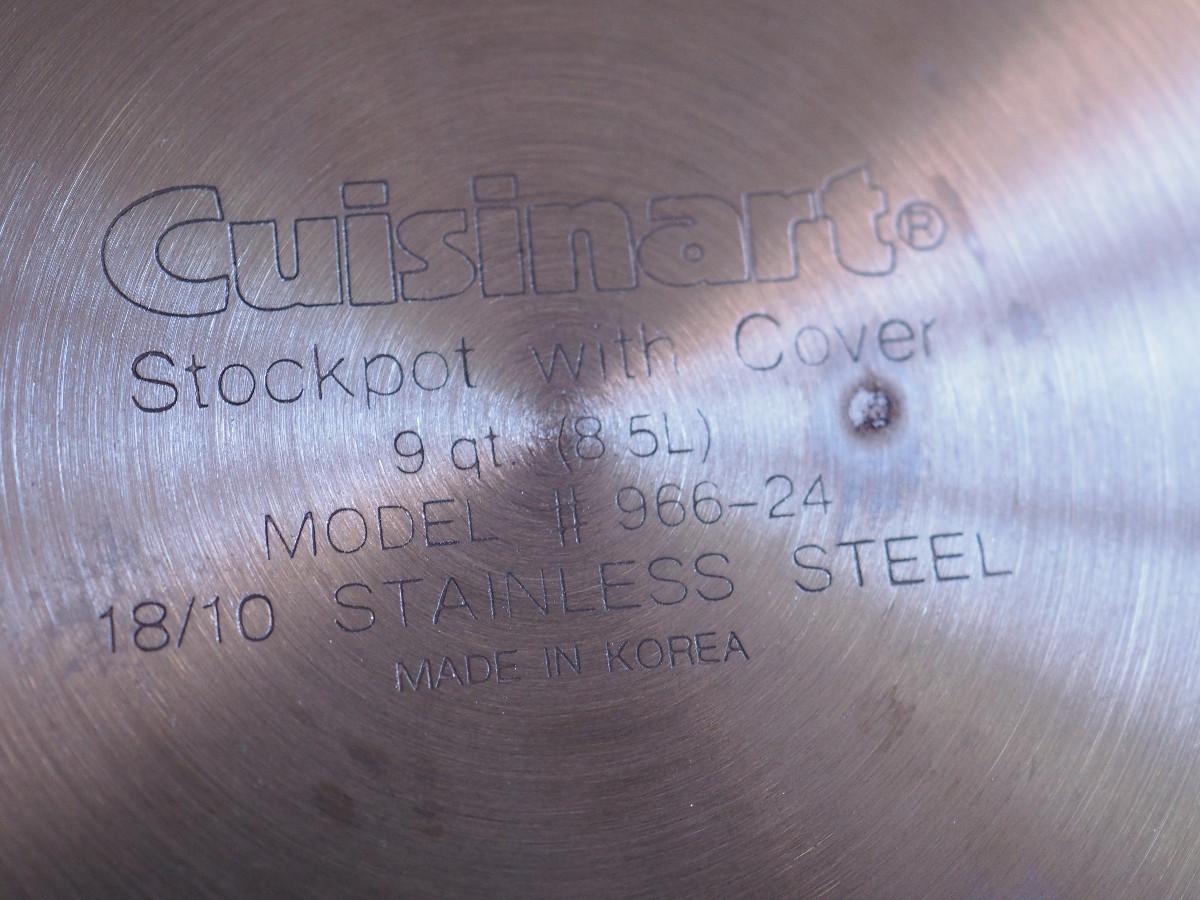 Cuisinart®
Stockpot with Cover
9 qt. (8.5L)
MODEL # 966-24
18/10 STAINLESS STEEL
MADE IN KOREA